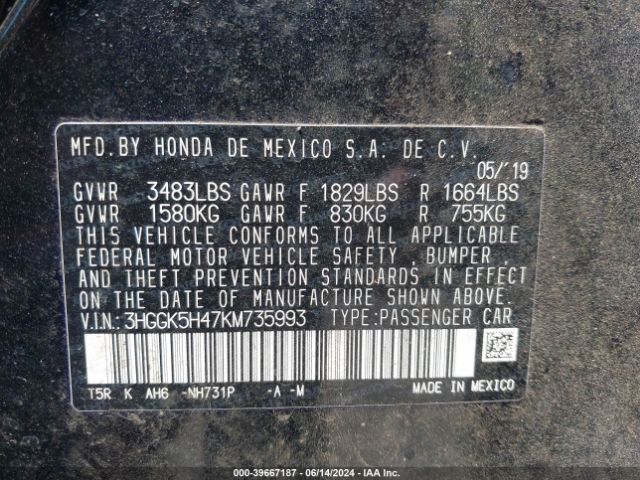 MFD.BY HONDA DE MEXICO S.A. DE C.V.
05/'19
GVWR 3483LBS GAWR F 1829LBS R 1664LBS
GVWR 1580KG GAWR F 830KG R 755KG
THIS VEHICLE CONFORMS TO ALL APPLICABLE
FEDERAL MOTOR VEHICLE SAFETY , BUMPER ,
AND THEFT PREVENTION STANDARDS IN EFFECT
ON THE DATE OF MANUFACTURE SHOWN ABOVE.
V.I.N.:3HGGK5H47KM735993 TYPE:PASSENGER CAR
T5R K AH6 -NH731P -A -M MADE IN MEXICO
000-39667187 - 06/14/2024 - IAA Inc.